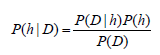 P(h | D) = P(D | h)P(h) / P(D)